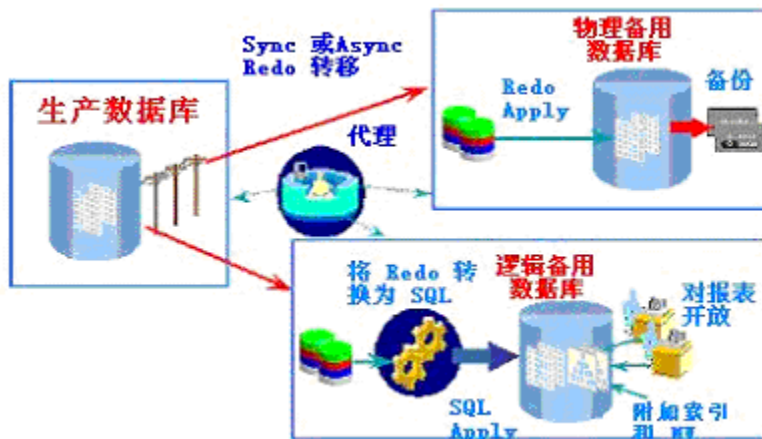 Sync 或Async
Redo 转移
生产数据库
代理
物理备用
数据库
备份
Redo
Apply
将 Redo 转
换为 SQL
逻辑备用
数据库
对报表
开放
SQL
Apply
附加索引
和